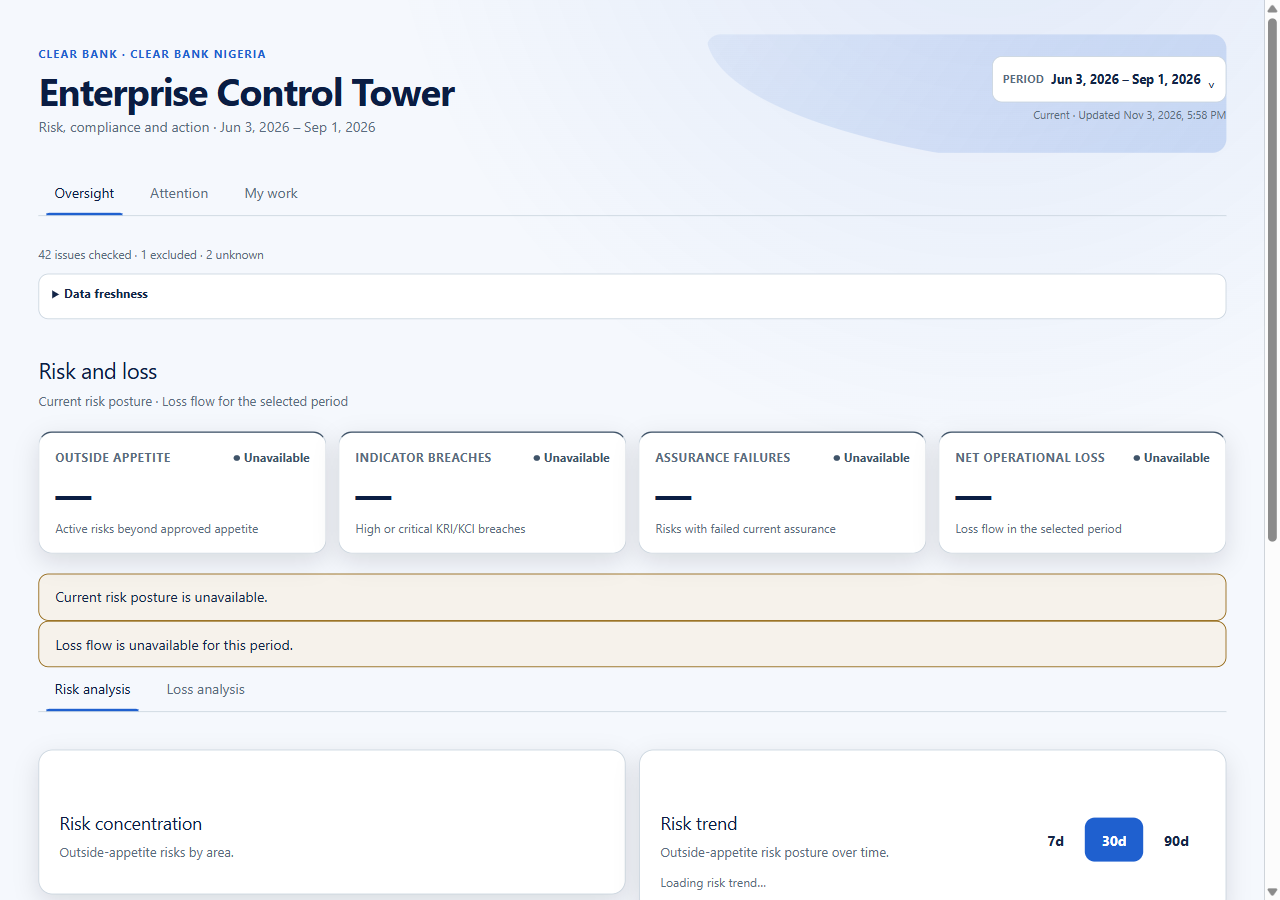 CLEAR BANK · CLEAR BANK NIGERIA
Enterprise Control Tower
Risk, compliance and action · Jun 3, 2026 – Sep 1, 2026
PERIOD Jun 3, 2026 – Sep 1, 2026 v
Current · Updated Nov 3, 2026, 5:58 PM
Oversight Attention My work
42 issues checked · 1 excluded · 2 unknown
▶ Data freshness
Risk and loss
Current risk posture · Loss flow for the selected period
OUTSIDE APPETITE ● Unavailable
—
Active risks beyond approved appetite
INDICATOR BREACHES ● Unavailable
—
High or critical KRI/KCI breaches
ASSURANCE FAILURES ● Unavailable
—
Risks with failed current assurance
NET OPERATIONAL LOSS ● Unavailable
—
Loss flow in the selected period
Current risk posture is unavailable.
Loss flow is unavailable for this period.
Risk analysis Loss analysis
Risk concentration
Outside-appetite risks by area.
Risk trend
Outside-appetite risk posture over time.
7d 30d 90d
Loading risk trend...